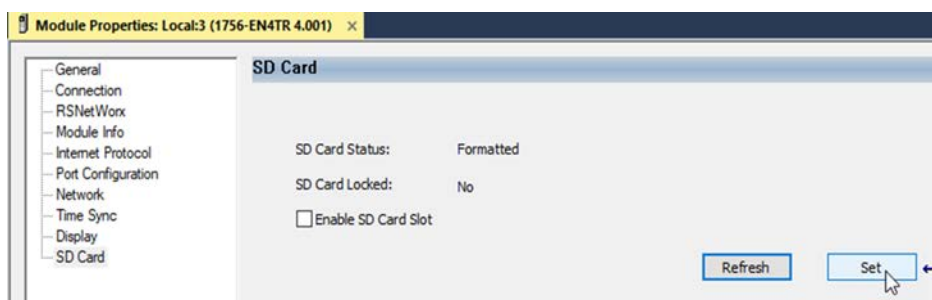 Module Properties: Local:3 (1756-EN4TR 4.001) ×
General
Connection
RSNetWorx
Module Info
Internet Protocol
Port Configuration
Network
Time Sync
Display
SD Card
SD Card
SD Card Status: Formatted
SD Card Locked: No
Enable SD Card Slot
Refresh Set